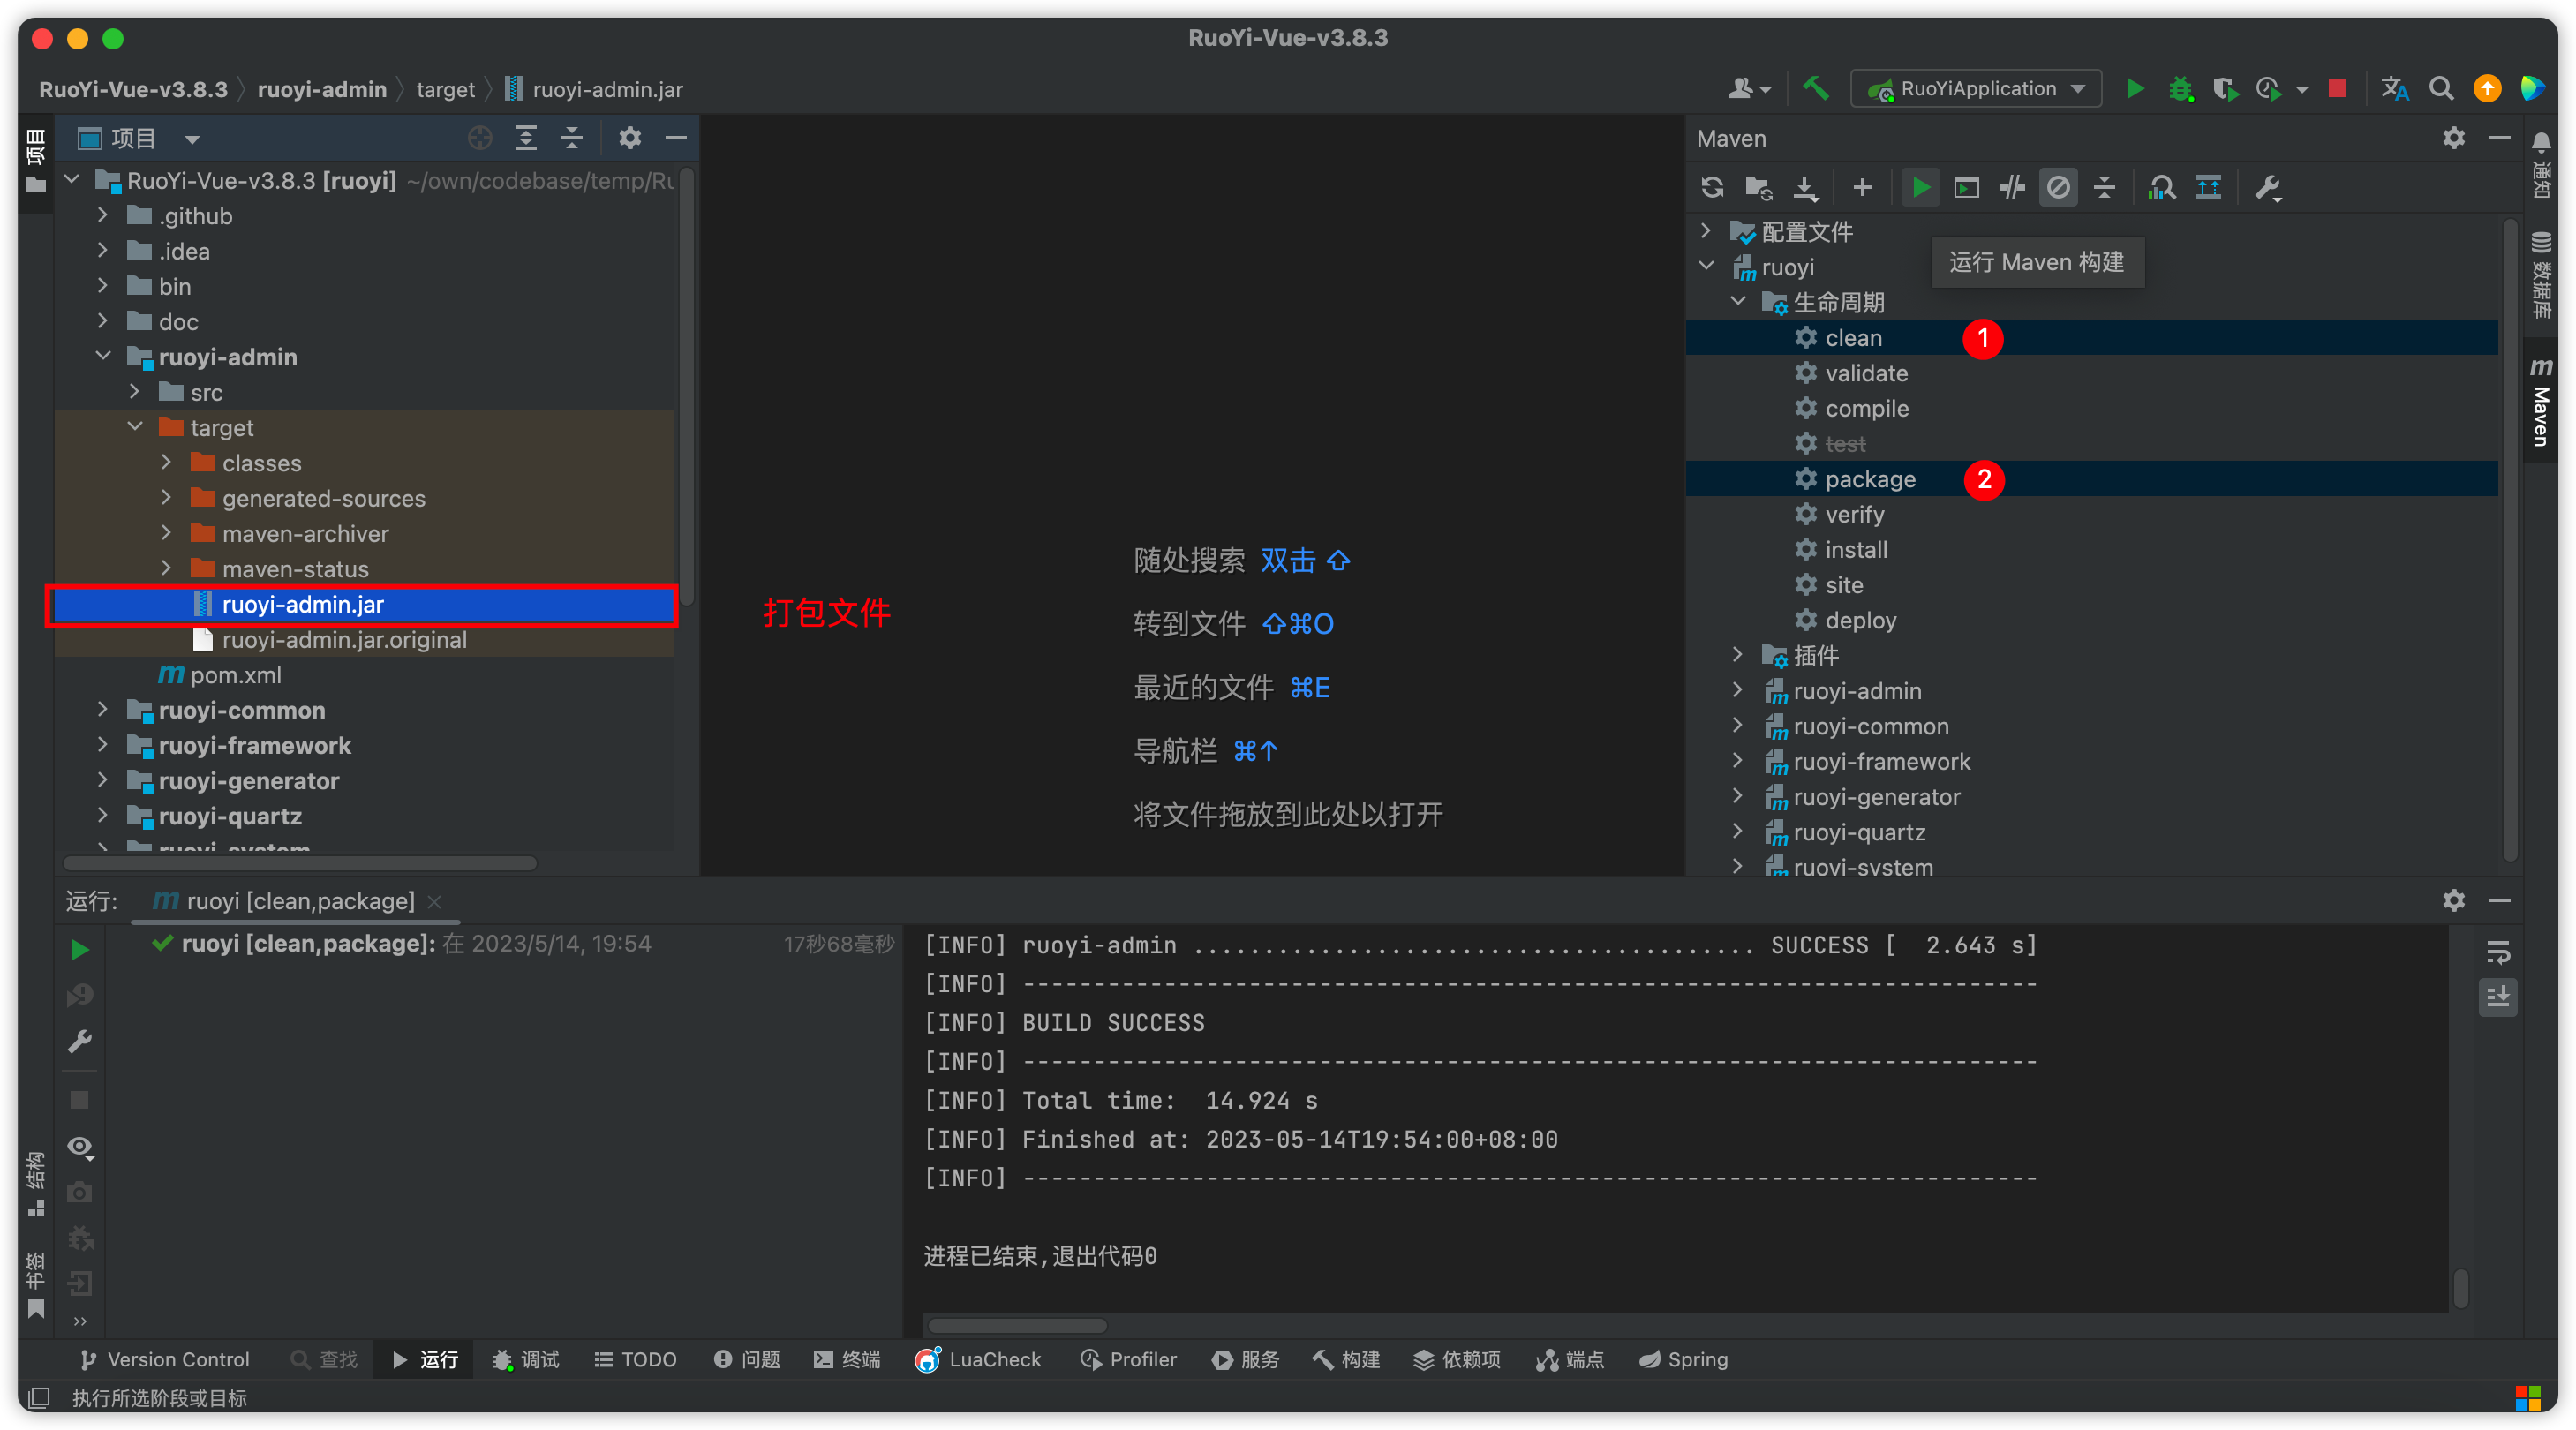 RuoYi-Vue-v3.8.3
RuoYi-Vue-v3.8.3
ruoyi-admin
target
ruoyi-admin.jar
RuoYiApplication
项目
项目
RuoYi-Vue-v3.8.3 [ruoyi] ~/own/codebase/temp/Ru
.github
.idea
bin
doc
ruoyi-admin
src
target
classes
generated-sources
maven-archiver
maven-status
ruoyi-admin.jar
ruoyi-admin.jar.original
pom.xml
ruoyi-common
ruoyi-framework
ruoyi-generator
ruoyi-quartz
ruoyi-system
打包文件
随处搜索 双击 ⇧
转到文件 ⇧⌘O
最近的文件 ⌘E
导航栏 ⌘↑
将文件拖放到此处以打开
Maven
配置文件
运行 Maven 构建
ruoyi
生命周期
clean 1
validate
compile
test
package 2
verify
install
site
deploy
插件
ruoyi-admin
ruoyi-common
ruoyi-framework
ruoyi-generator
ruoyi-quartz
ruoyi-system
通知
数据库
Maven
运行: ruoyi [clean,package]
ruoyi [clean,package]: 在 2023/5/14, 19:54 17秒68毫秒
[INFO] ruoyi-admin ........................................ SUCCESS [  2.643 s]
[INFO] ------------------------------------------------------------------------
[INFO] BUILD SUCCESS
[INFO] ------------------------------------------------------------------------
[INFO] Total time:  14.924 s
[INFO] Finished at: 2023-05-14T19:54:00+08:00
[INFO] ------------------------------------------------------------------------
进程已结束,退出代码0
结构
书签
Version Control 查找 运行 调试 TODO 问题 终端 LuaCheck Profiler 服务 构建 依赖项 端点 Spring
执行所选阶段或目标